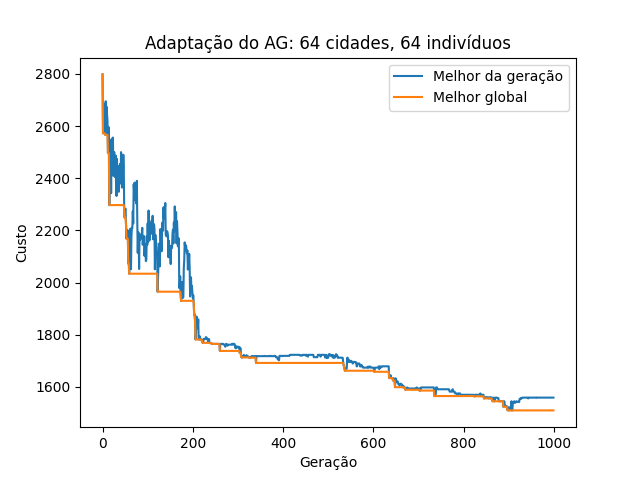 Adaptação do AG: 64 cidades, 64 indivíduos
Melhor da geração
Melhor global
Custo
2800
2600
2400
2200
2000
1800
1600
0 200 400 600 800 1000
Geração